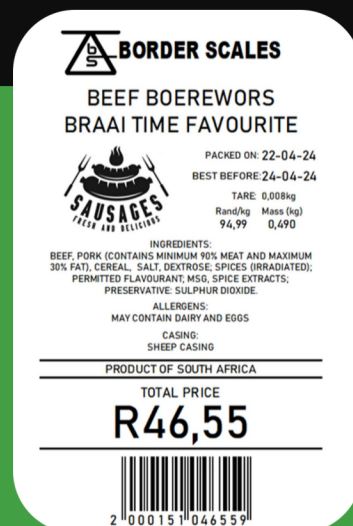 bs BORDER SCALES
BEEF BOEREWORS
BRAAI TIME FAVOURITE
PACKED ON: 22-04-24
BEST BEFORE: 24-04-24
TARE: 0,008kg
Rand/kg Mass (kg)
94,99 0,490
SAUSAGES
FRESH AND DELICIOUS
INGREDIENTS:
BEEF, PORK (CONTAINS MINIMUM 90% MEAT AND MAXIMUM
30% FAT), CEREAL, SALT, DEXTROSE; SPICES (IRRADIATED);
PERMITTED FLAVOURANT; MSG, SPICE EXTRACTS;
PRESERVATIVE: SULPHUR DIOXIDE.
ALLERGENS:
MAY CONTAIN DAIRY AND EGGS
CASING:
SHEEP CASING
PRODUCT OF SOUTH AFRICA
TOTAL PRICE
R46,55
2 000151 046559